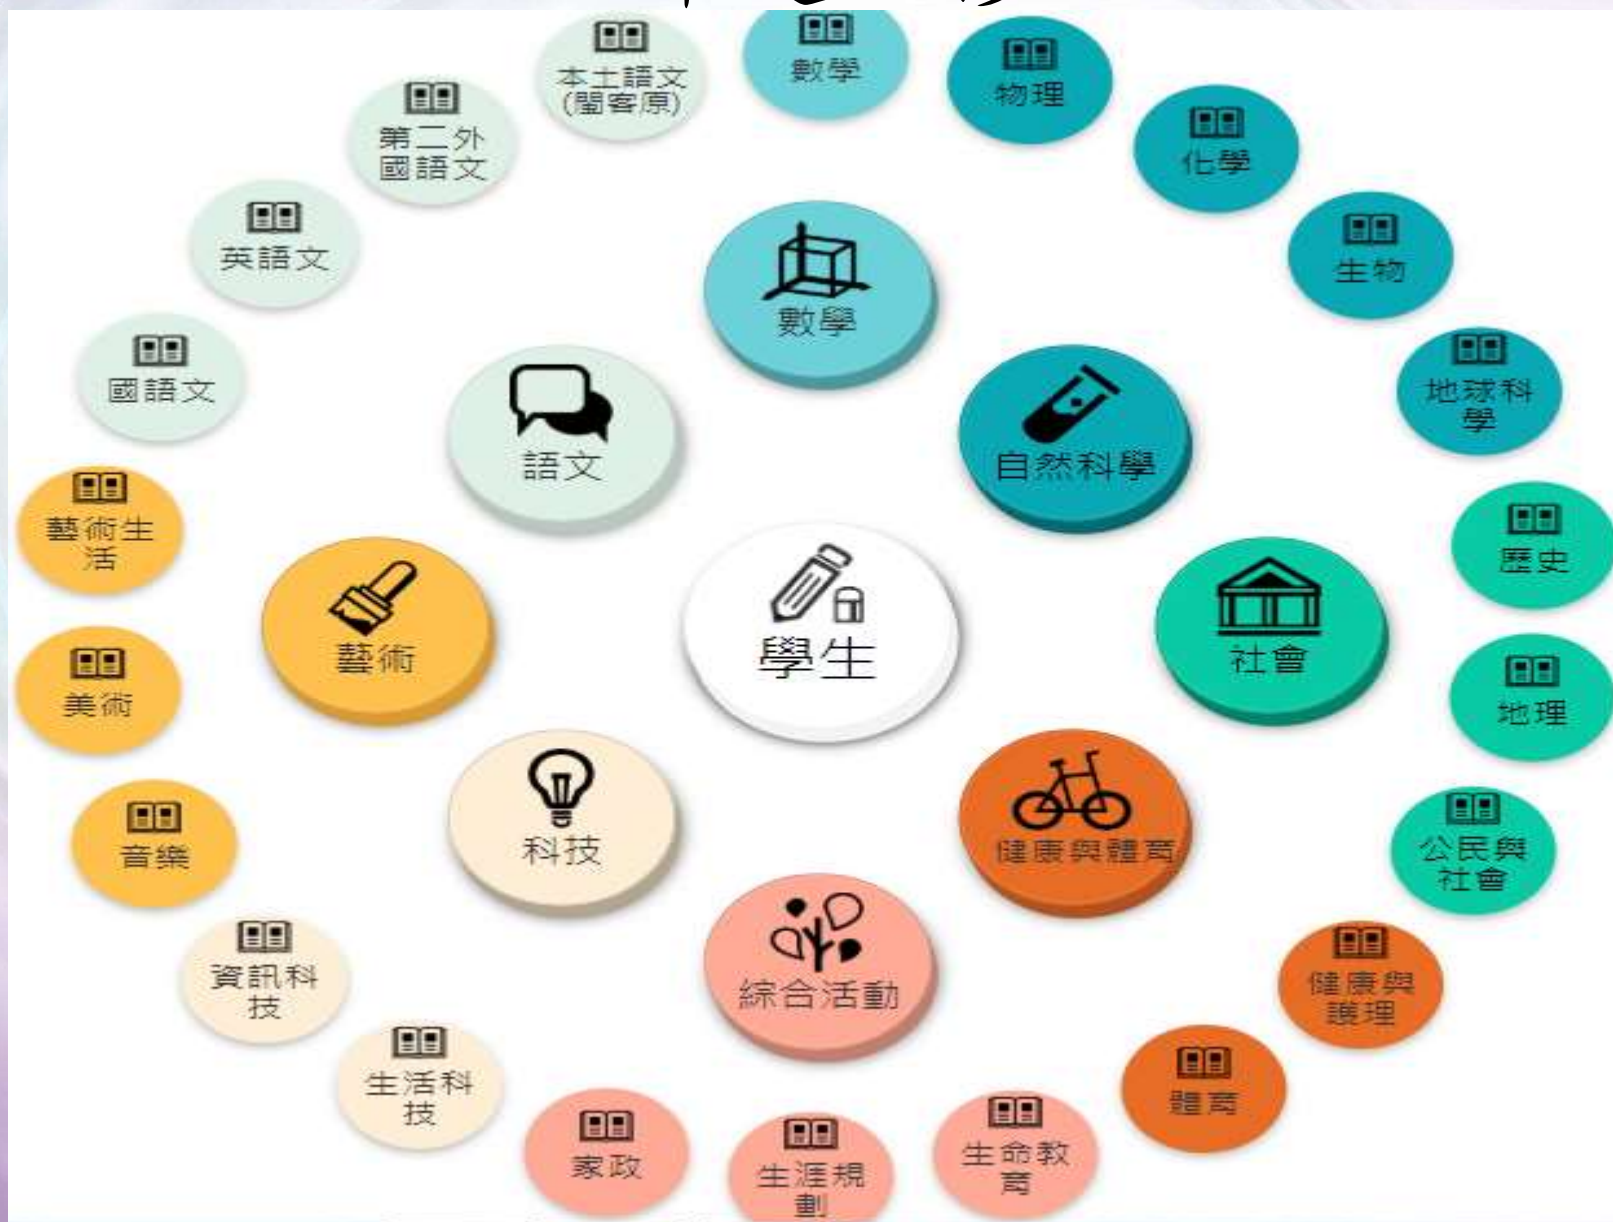 本土語文
(閩客原)
數學
物理
第二外
國語文
化學
英語文
生物
國語文
地球科
學
數學
語文
自然科學
藝術生
活
歷史
藝術
學生
社會
美術
地理
音樂
科技
健康與體育
公民與
社會
資訊科
技
綜合活動
健康與
護理
生活科
技
體育
家政
生涯規
劃
生命教
育